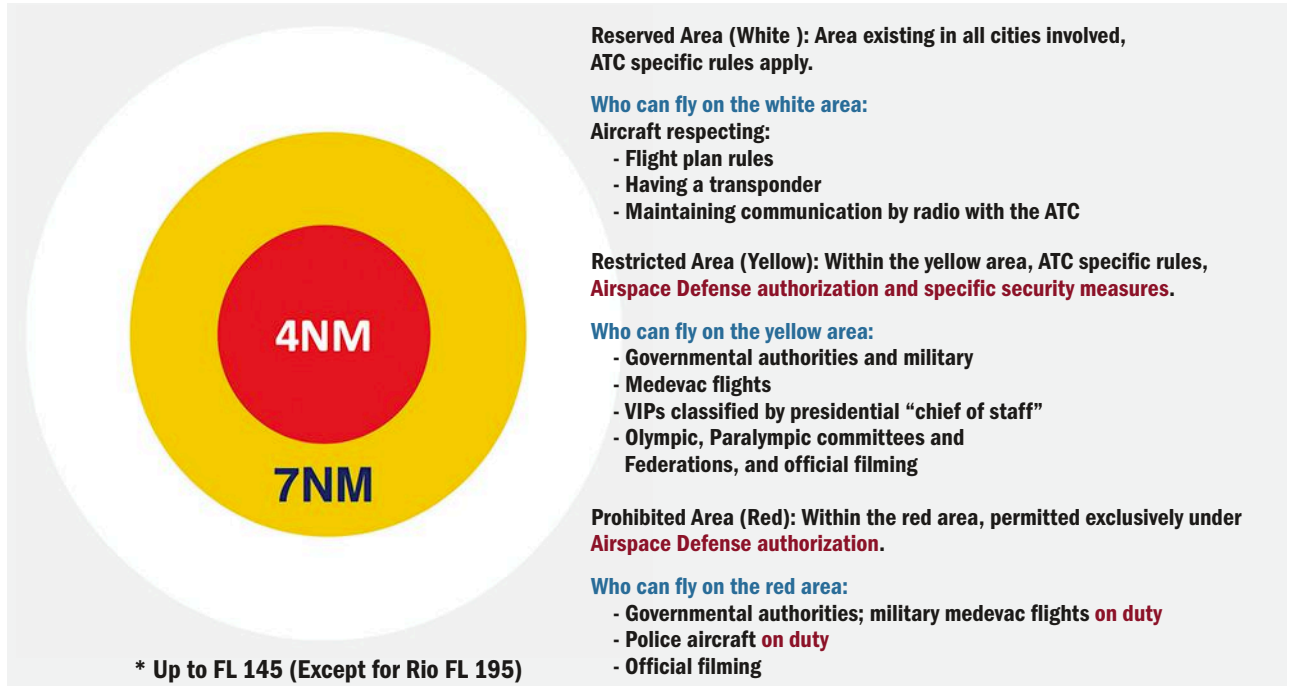 4NM
7NM
* Up to FL 145 (Except for Rio FL 195)
Reserved Area (White ): Area existing in all cities involved,
ATC specific rules apply.
Who can fly on the white area:
Aircraft respecting:
- Flight plan rules
- Having a transponder
- Maintaining communication by radio with the ATC
Restricted Area (Yellow): Within the yellow area, ATC specific rules,
Airspace Defense authorization and specific security measures.
Who can fly on the yellow area:
- Governmental authorities and military
- Medevac flights
- VIPs classified by presidential “chief of staff”
- Olympic, Paralympic committees and
Federations, and official filming
Prohibited Area (Red): Within the red area, permitted exclusively under
Airspace Defense authorization.
Who can fly on the red area:
- Governmental authorities; military medevac flights on duty
- Police aircraft on duty
- Official filming